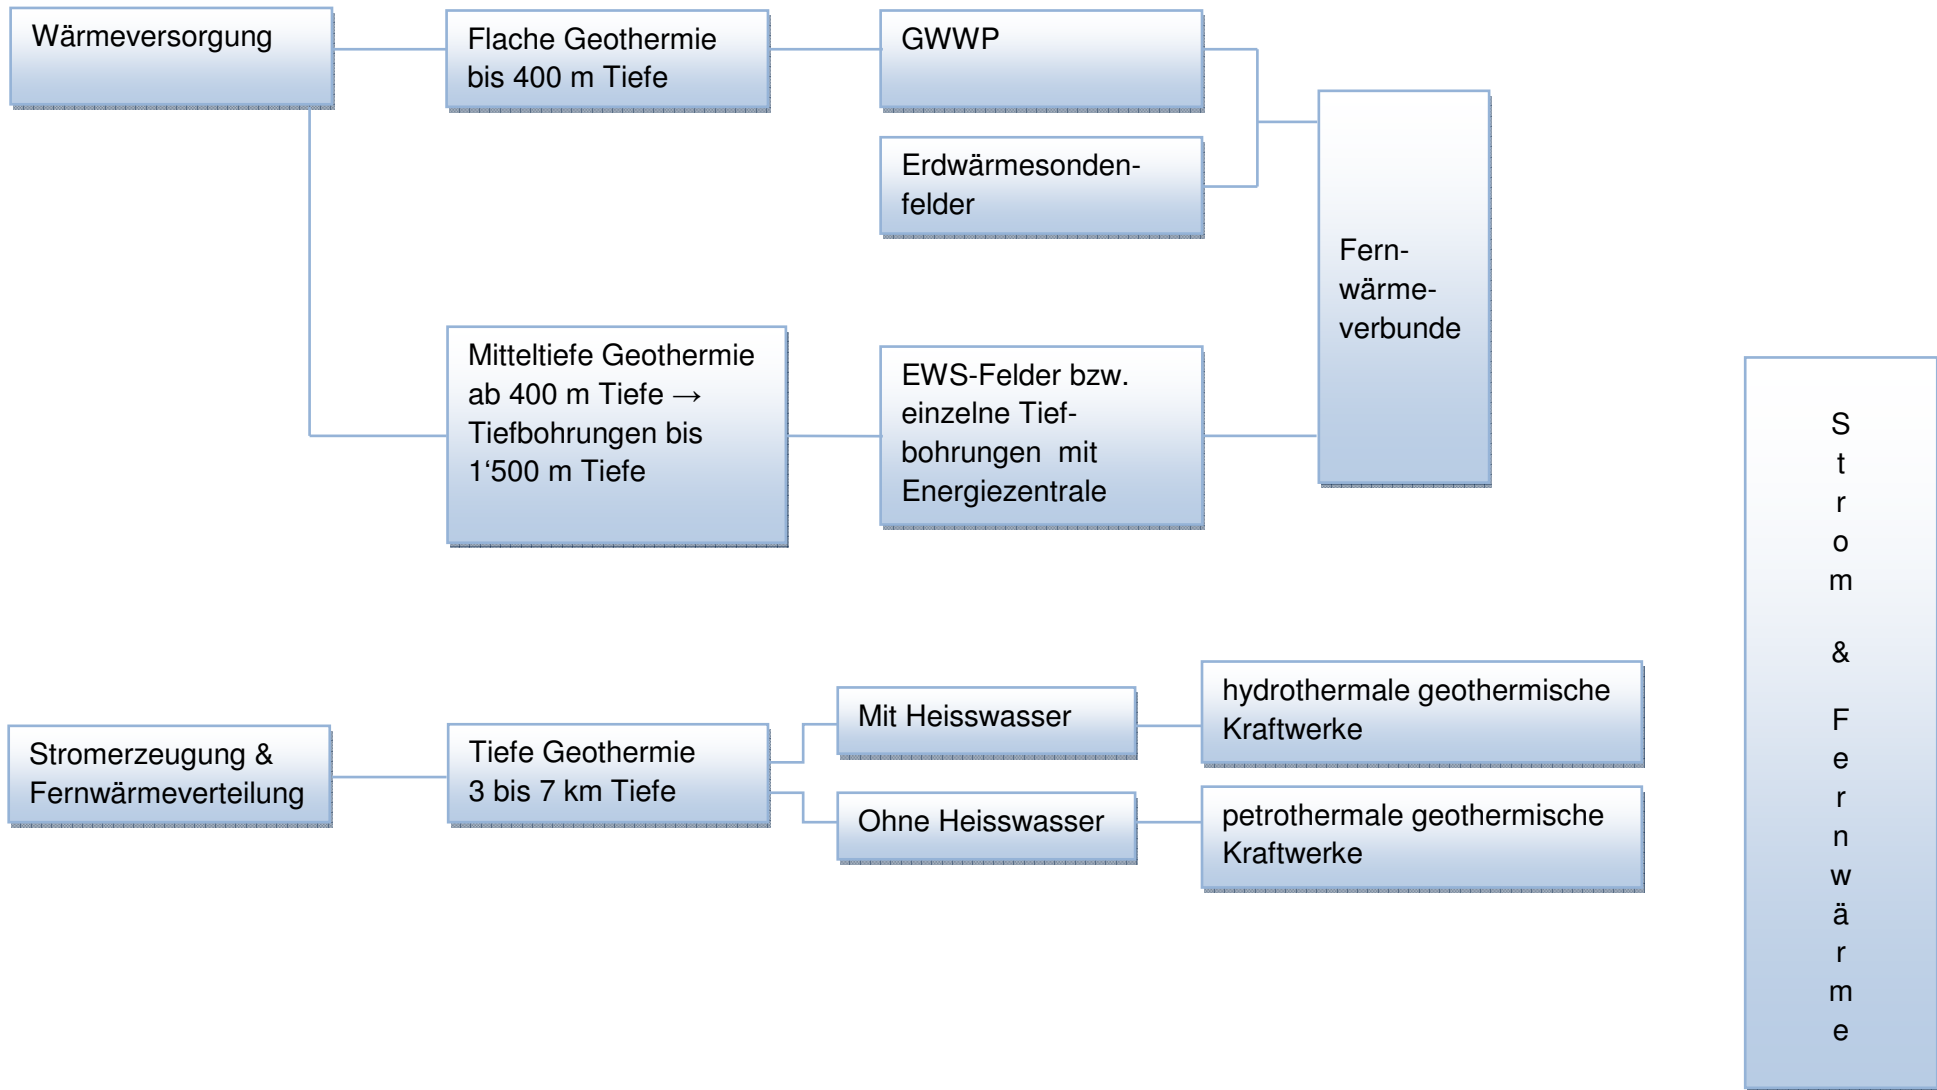 Wärmeversorgung
Flache Geothermie
bis 400 m Tiefe
GWWP
Erdwärmesonden-
felder
Fern-
wärme-
verbunde
Mitteltiefe Geothermie
ab 400 m Tiefe →
Tiefbohrungen bis
1‘500 m Tiefe
EWS-Felder bzw.
einzelne Tief-
bohrungen  mit
Energiezentrale
Stromerzeugung &
Fernwärmeverteilung
Tiefe Geothermie
3 bis 7 km Tiefe
Mit Heisswasser
hydrothermale geothermische
Kraftwerke
Ohne Heisswasser
petrothermale geothermische
Kraftwerke
S
t
r
o
m
&
F
e
r
n
w
ä
r
m
e